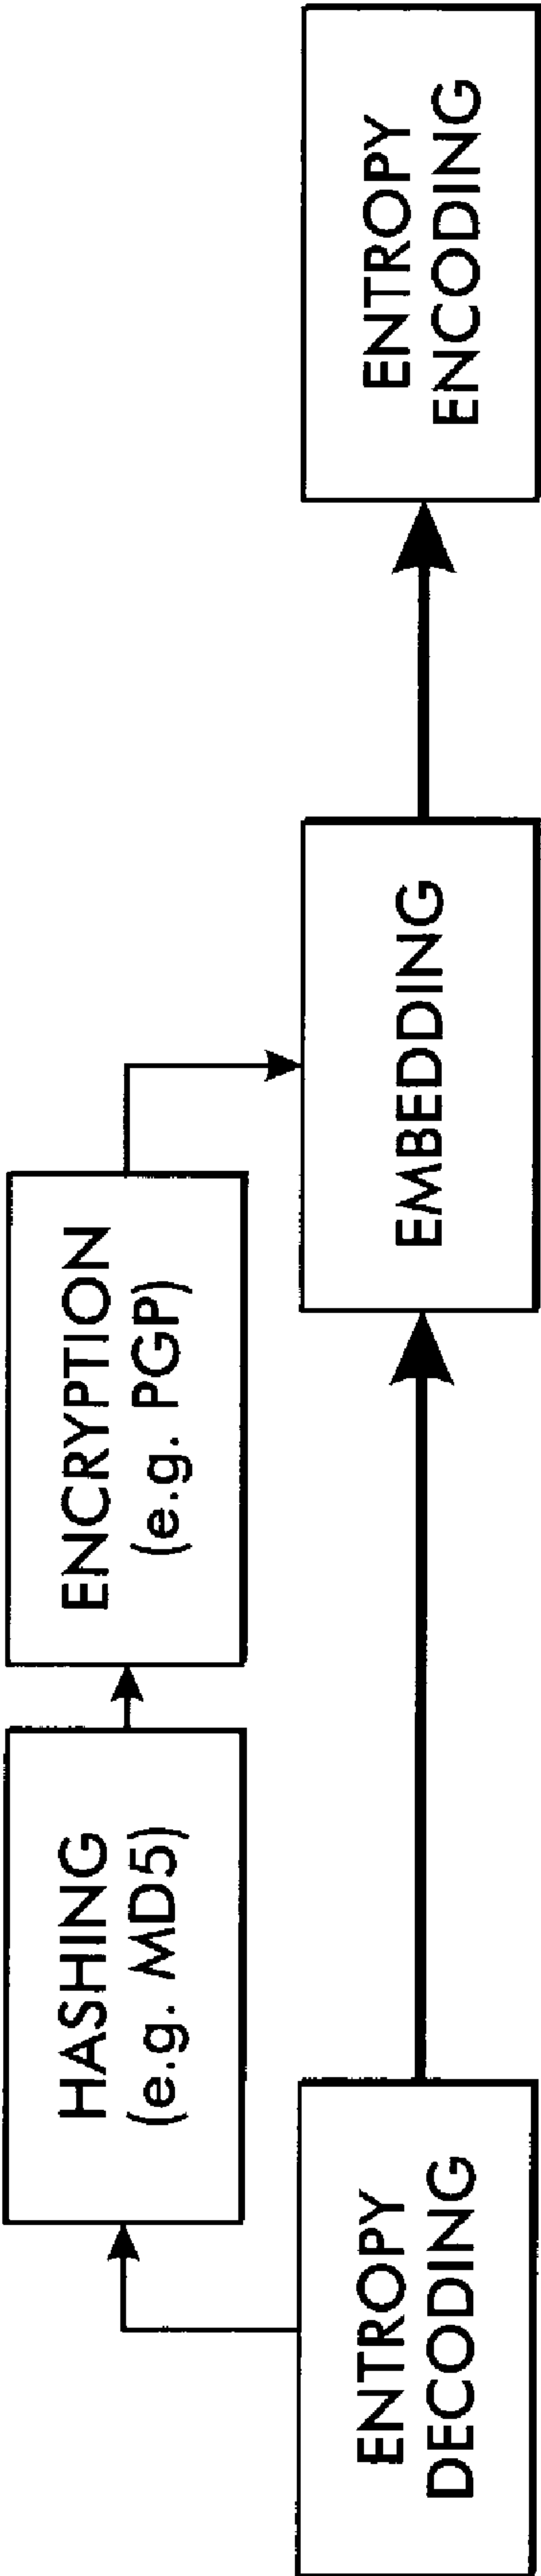 HASHING
(e.g. MD5)
ENCRYPTION
(e.g. PGP)
ENTROPY
DECODING
EMBEDDING
ENTROPY
ENCODING